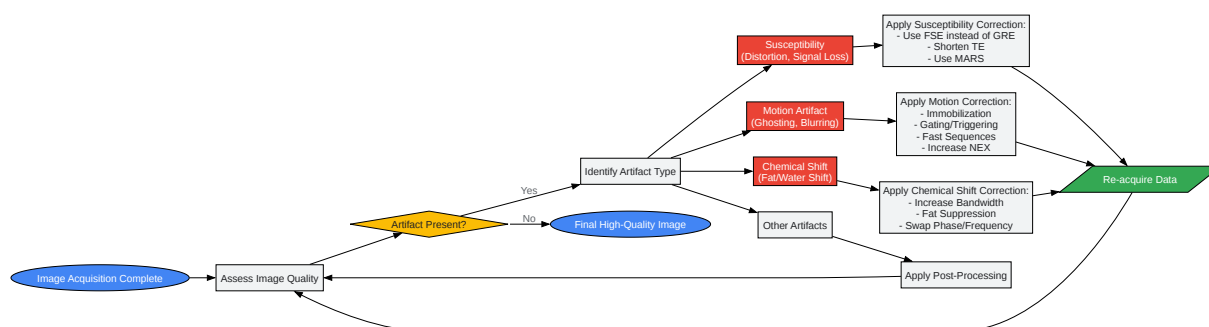 Image Acquisition Complete
Assess Image Quality
Artifact Present?
Yes
No
Final High-Quality Image
Identify Artifact Type
Susceptibility
(Distortion, Signal Loss)
Apply Susceptibility Correction:
- Use FSE instead of GRE
- Shorten TE
- Use MARS
Motion Artifact
(Ghosting, Blurring)
Apply Motion Correction:
- Immobilization
- Gating/Triggering
- Fast Sequences
- Increase NEX
Chemical Shift
(Fat/Water Shift)
Apply Chemical Shift Correction:
- Increase Bandwidth
- Fat Suppression
- Swap Phase/Frequency
Other Artifacts
Apply Post-Processing
Re-acquire Data